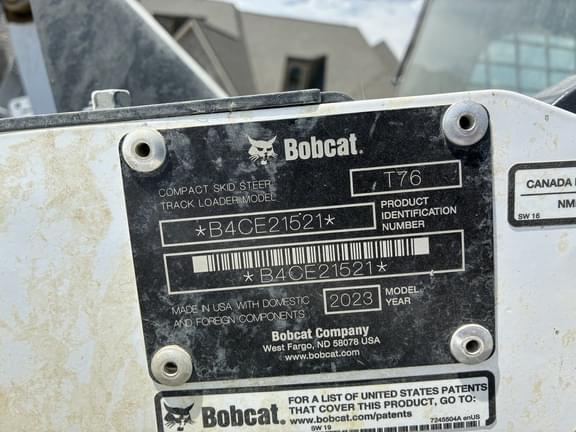 Bobcat.
COMPACT SKID STEER
TRACK LOADER MODEL
T76
*B4CE21521*
PRODUCT
IDENTIFICATION
NUMBER
*B4CE21521*
MADE IN USA WITH DOMESTIC
AND FOREIGN COMPONENTS
2023
MODEL
YEAR
Bobcat Company
West Fargo, ND 58078 USA
www.bobcat.com
CANADA
SW 16
Bobcat.
FOR A LIST OF UNITED STATES PATENTS
THAT COVER THIS PRODUCT, GO TO:
www.bobcat.com/patents
SW 19
7245504A enUS